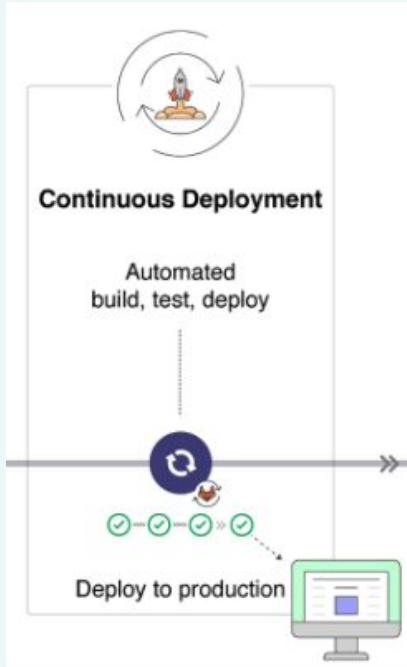 Continuous Deployment
Automated
build, test, deploy
Deploy to production